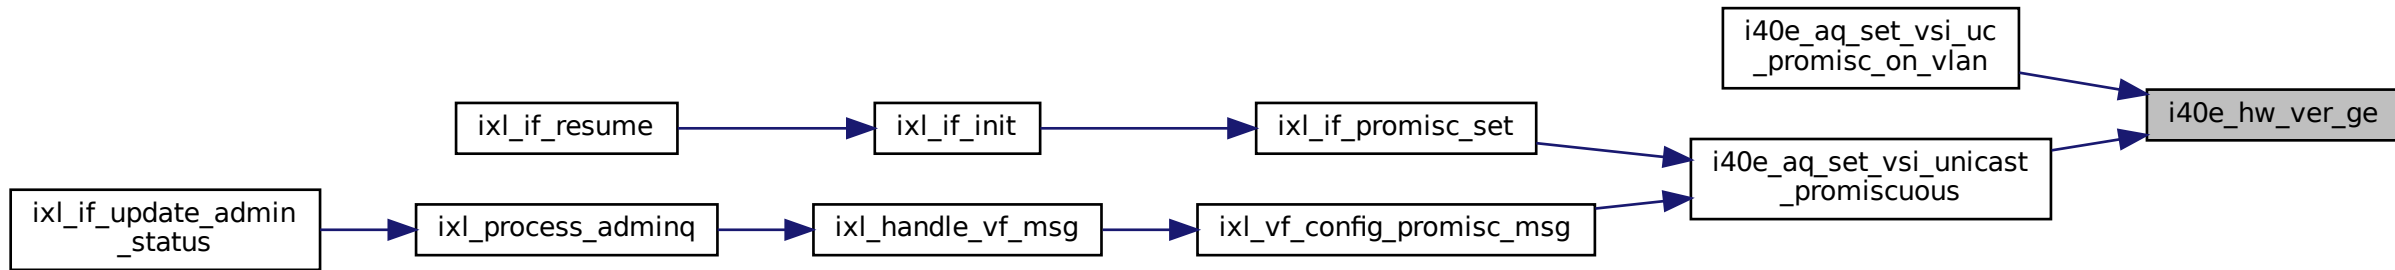 i40e_aq_set_vsi_uc
_promisc_on_vlan
i40e_hw_ver_ge
ixl_if_resume
ixl_if_init
ixl_if_promisc_set
i40e_aq_set_vsi_unicast
_promiscuous
ixl_if_update_admin
_status
ixl_process_adminq
ixl_handle_vf_msg
ixl_vf_config_promisc_msg